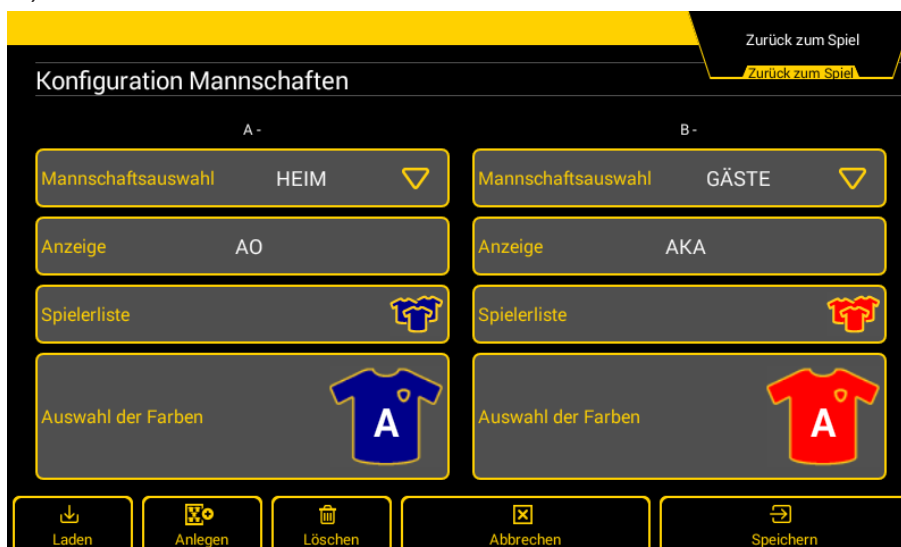 Zurück zum Spiel
Zurück zum Spiel
Konfiguration Mannschaften
A -
B -
Mannschaftsauswahl HEIM
Mannschaftsauswahl GÄSTE
Anzeige AO
Anzeige AKA
Spielerliste
Spielerliste
Auswahl der Farben A
Auswahl der Farben A
Laden
Anlegen
Löschen
Abbrechen
Speichern